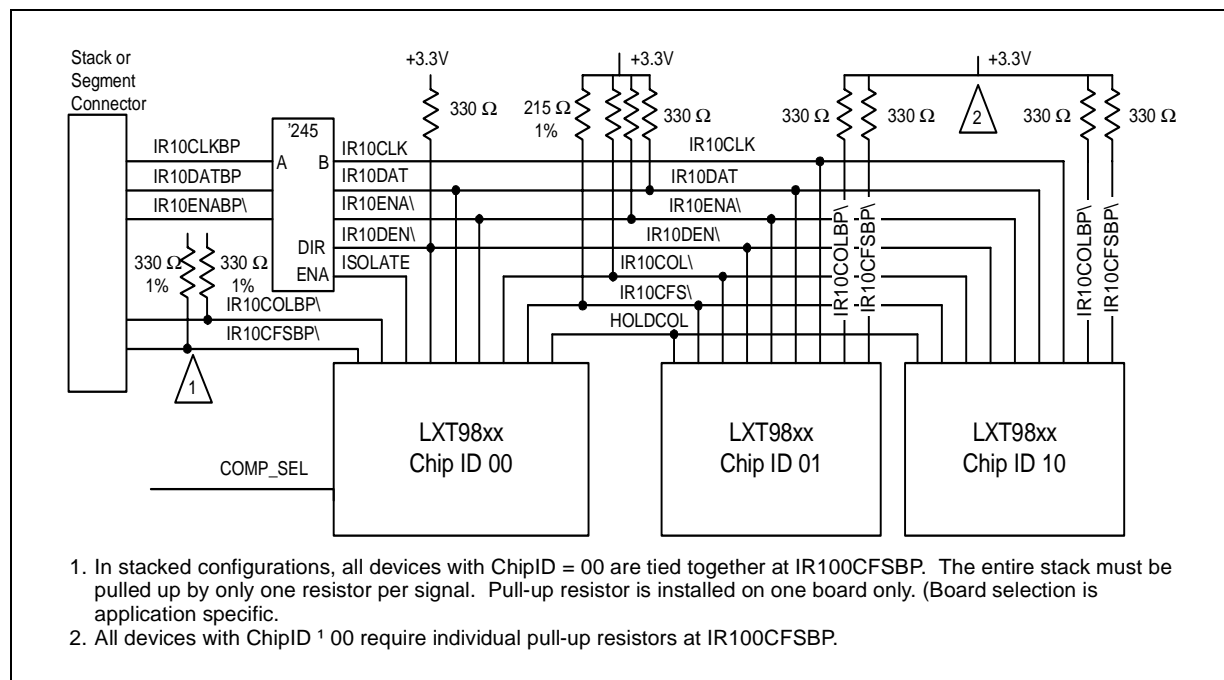 Stack or
Segment
Connector
+3.3V
+3.3V
+3.3V
330 Ω
215 Ω
1%
330 Ω
330 Ω
330 Ω
2
330 Ω
330 Ω
'245
IR10CLKBP
A
B
IR10CLK
IR10CLK
IR10DATBP
IR10DAT
IR10DAT
IR10ENABP\
IR10ENA\
IR10ENA\
DIR
IR10DEN\
IR10DEN\
ENA
ISOLATE
IR10COL\
330 Ω
1%
330 Ω
1%
IR10COLBP\
IR10CFS\
IR10CFSBP\
HOLDCOL
IR10COLBP\
IR10CFSBP\
IR10COLBP\
IR10CFSBP\
1
LXT98xx
Chip ID 00
LXT98xx
Chip ID 01
LXT98xx
Chip ID 10
COMP_SEL
1. In stacked configurations, all devices with ChipID = 00 are tied together at IR100CFSBP. The entire stack must be
pulled up by only one resistor per signal. Pull-up resistor is installed on one board only. (Board selection is
application specific.
2. All devices with ChipID ¹ 00 require individual pull-up resistors at IR100CFSBP.